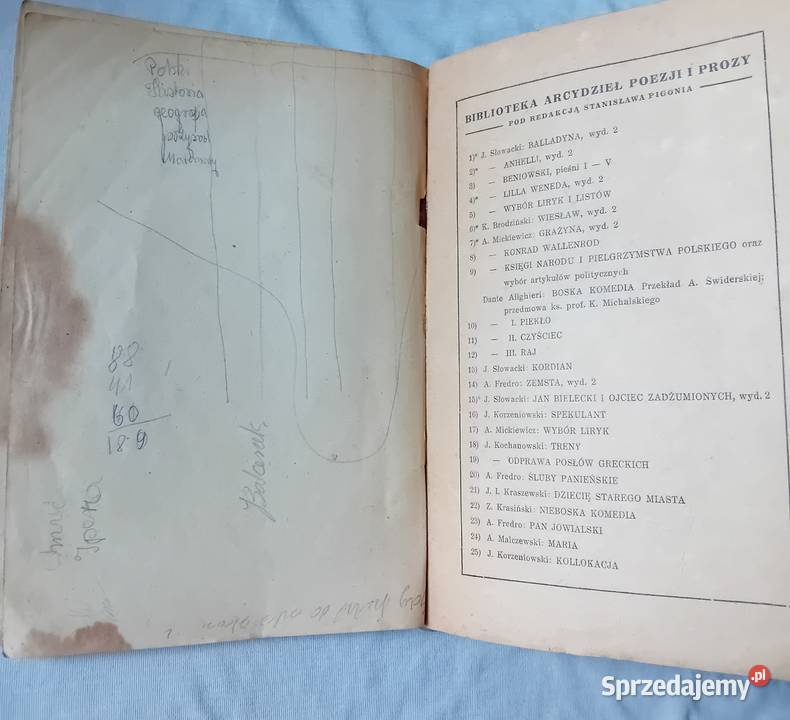 Polski
Historia
geografia
88
41
60
189
Balasak
BIBLIOTEKA ARCYDZIEŁ POEZJI I PROZY
POD REDAKCJĄ STANISŁAWA PIGONIA
1)* J. Słowacki: BALLADYNA, wyd. 2
2)* — ANHELLI, wyd. 2
3) — BENIOWSKI, pieśni I — V
4)* — LILLA WENEDA, wyd. 2
5) — WYBÓR LIRYK I LISTÓW
6)* K. Brodziński: WIESŁAW, wyd. 2
7)* A. Mickiewicz: GRAŻYNA, wyd. 2
8) — KONRAD WALLENROD
9) — KSIĘGI NARODU I PIELGRZYMSTWA POLSKIEGO oraz
wybór artykułów politycznych
Dante Alighieri: BOSKA KOMEDIA Przekład A. Świderskiej;
przedmowa ks. prof. K. Michalskiego
10) — I. PIEKŁO
11) — II. CZYŚCIEC
12) — III. RAJ
13) J. Słowacki: KORDIAN
14) A. Fredro: ZEMSTA, wyd. 2
15)* J. Słowacki: JAN BIELECKI i OJCIEC ZADŻUMIONYCH, wyd. 2
16) J. Korzeniowski: SPEKULANT
17) A. Mickiewicz: WYBÓR LIRYK
18) J. Kochanowski: TRENY
19) — ODPRAWA POSŁÓW GRECKICH
20) A. Fredro: ŚLUBY PANIEŃSKIE
21) J. I. Kraszewski: DZIECIĘ STAREGO MIASTA
22) Z. Krasiński: NIEBOSKA KOMEDIA
23) A. Fredro: PAN JOWIALSKI
24) A. Malczewski: MARIA
25) J. Korzeniowski: KOLLOKACJA
Sprzedajemy.pl